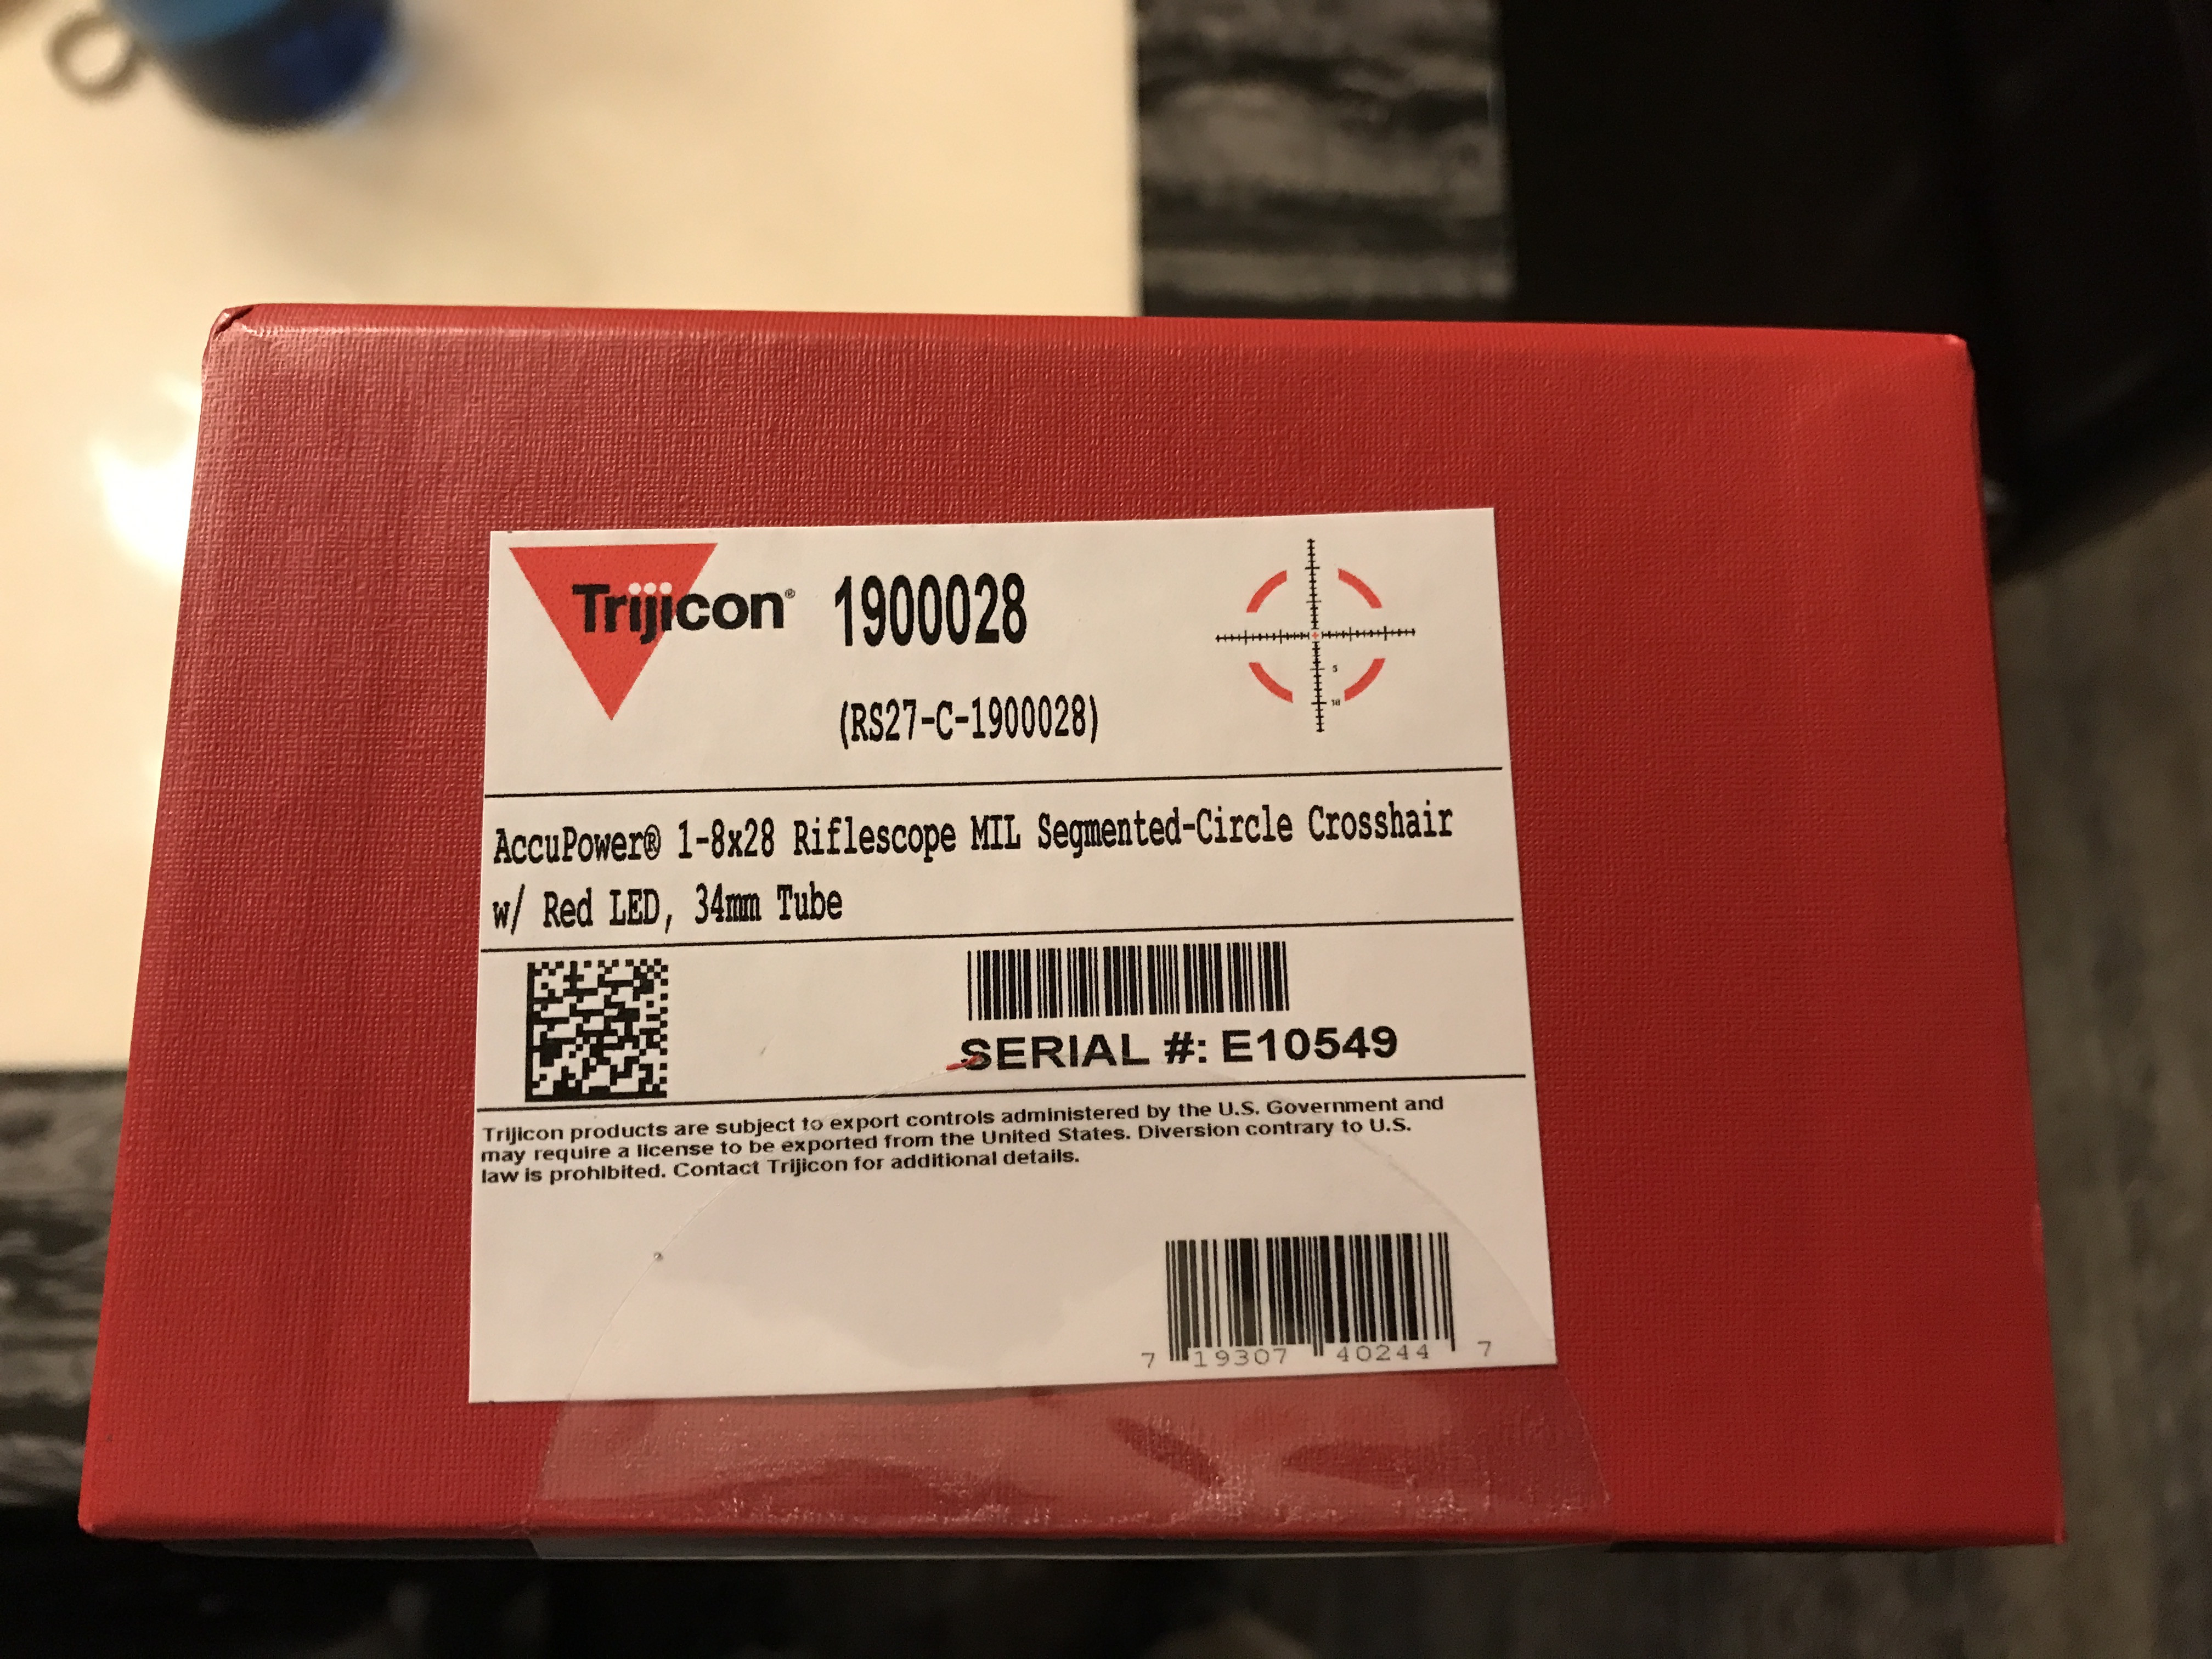 Trijicon® 1900028
(RS27-C-1900028)
5
10
AccuPower® 1-8x28 Riflescope MIL Segmented-Circle Crosshair
w/ Red LED, 34mm Tube
SERIAL #: E10549
Trijicon products are subject to export controls administered by the U.S. Government and
may require a license to be exported from the United States. Diversion contrary to U.S.
law is prohibited. Contact Trijicon for additional details.
7 19307 40244 7